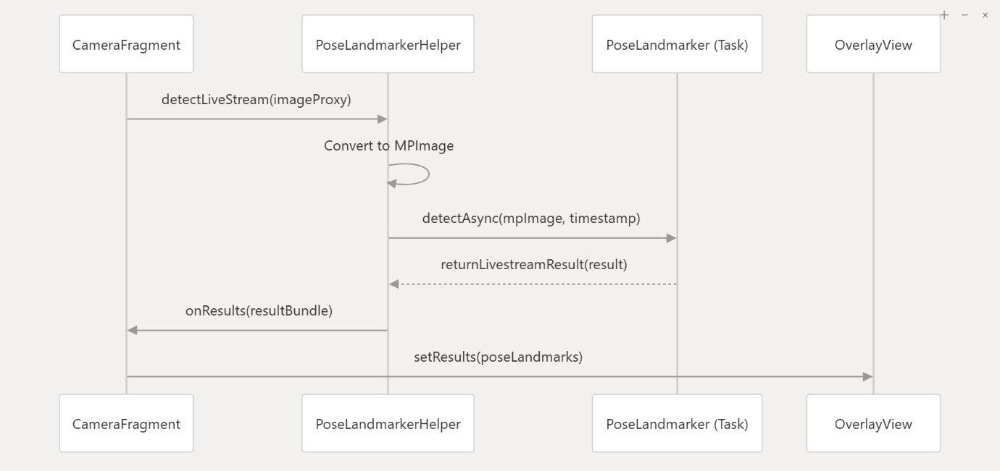 CameraFragment
PoseLandmarkerHelper
PoseLandmarker (Task)
OverlayView
detectLiveStream(imageProxy)
Convert to MPImage
detectAsync(mpImage, timestamp)
returnLivestreamResult(result)
onResults(resultBundle)
setResults(poseLandmarks)
CameraFragment
PoseLandmarkerHelper
PoseLandmarker (Task)
OverlayView